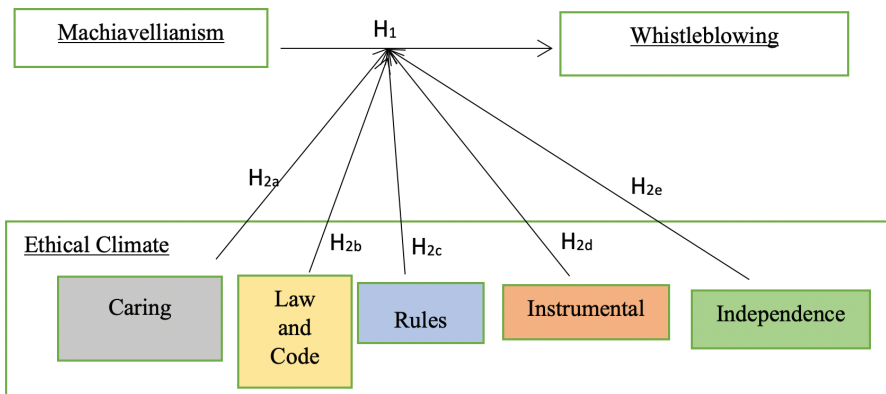 Machiavellianism
H1
Whistleblowing
H2a
H2e
H2b
H2c
H2d
Ethical Climate
Caring
Law
and
Code
Rules
Instrumental
Independence